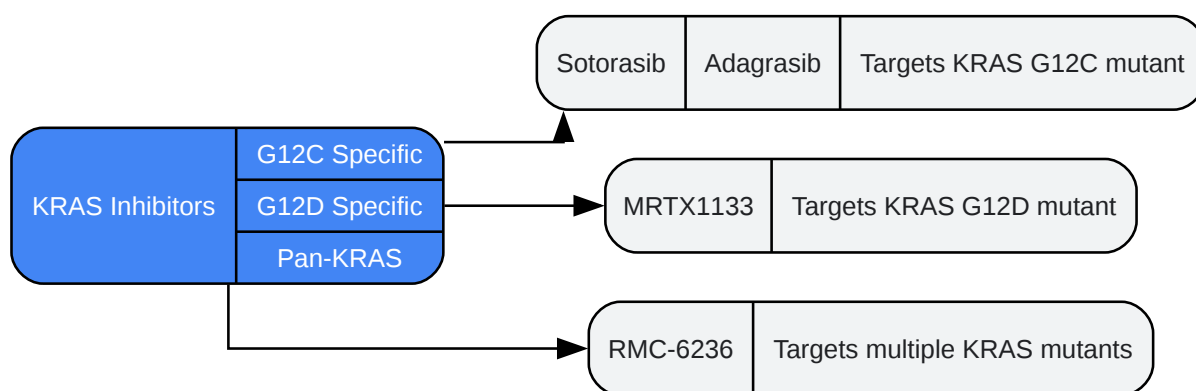 Sotorasib
Adagrasib
Targets KRAS G12C mutant
KRAS Inhibitors
G12C Specific
G12D Specific
Pan-KRAS
MRTX1133
Targets KRAS G12D mutant
RMC-6236
Targets multiple KRAS mutants